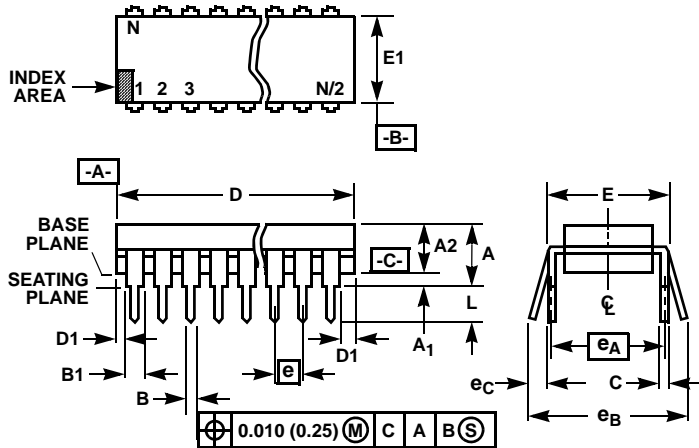 N
E1
INDEX
AREA
1 2 3 N/2
-B-
-A-
D
E
BASE
PLANE
A2
A
-C-
SEATING
PLANE
L
℄
D1
A1
D1
eA
B1
e
eC
C
B
eB
⌖ 0.010 (0.25) Ⓜ C A B Ⓢ